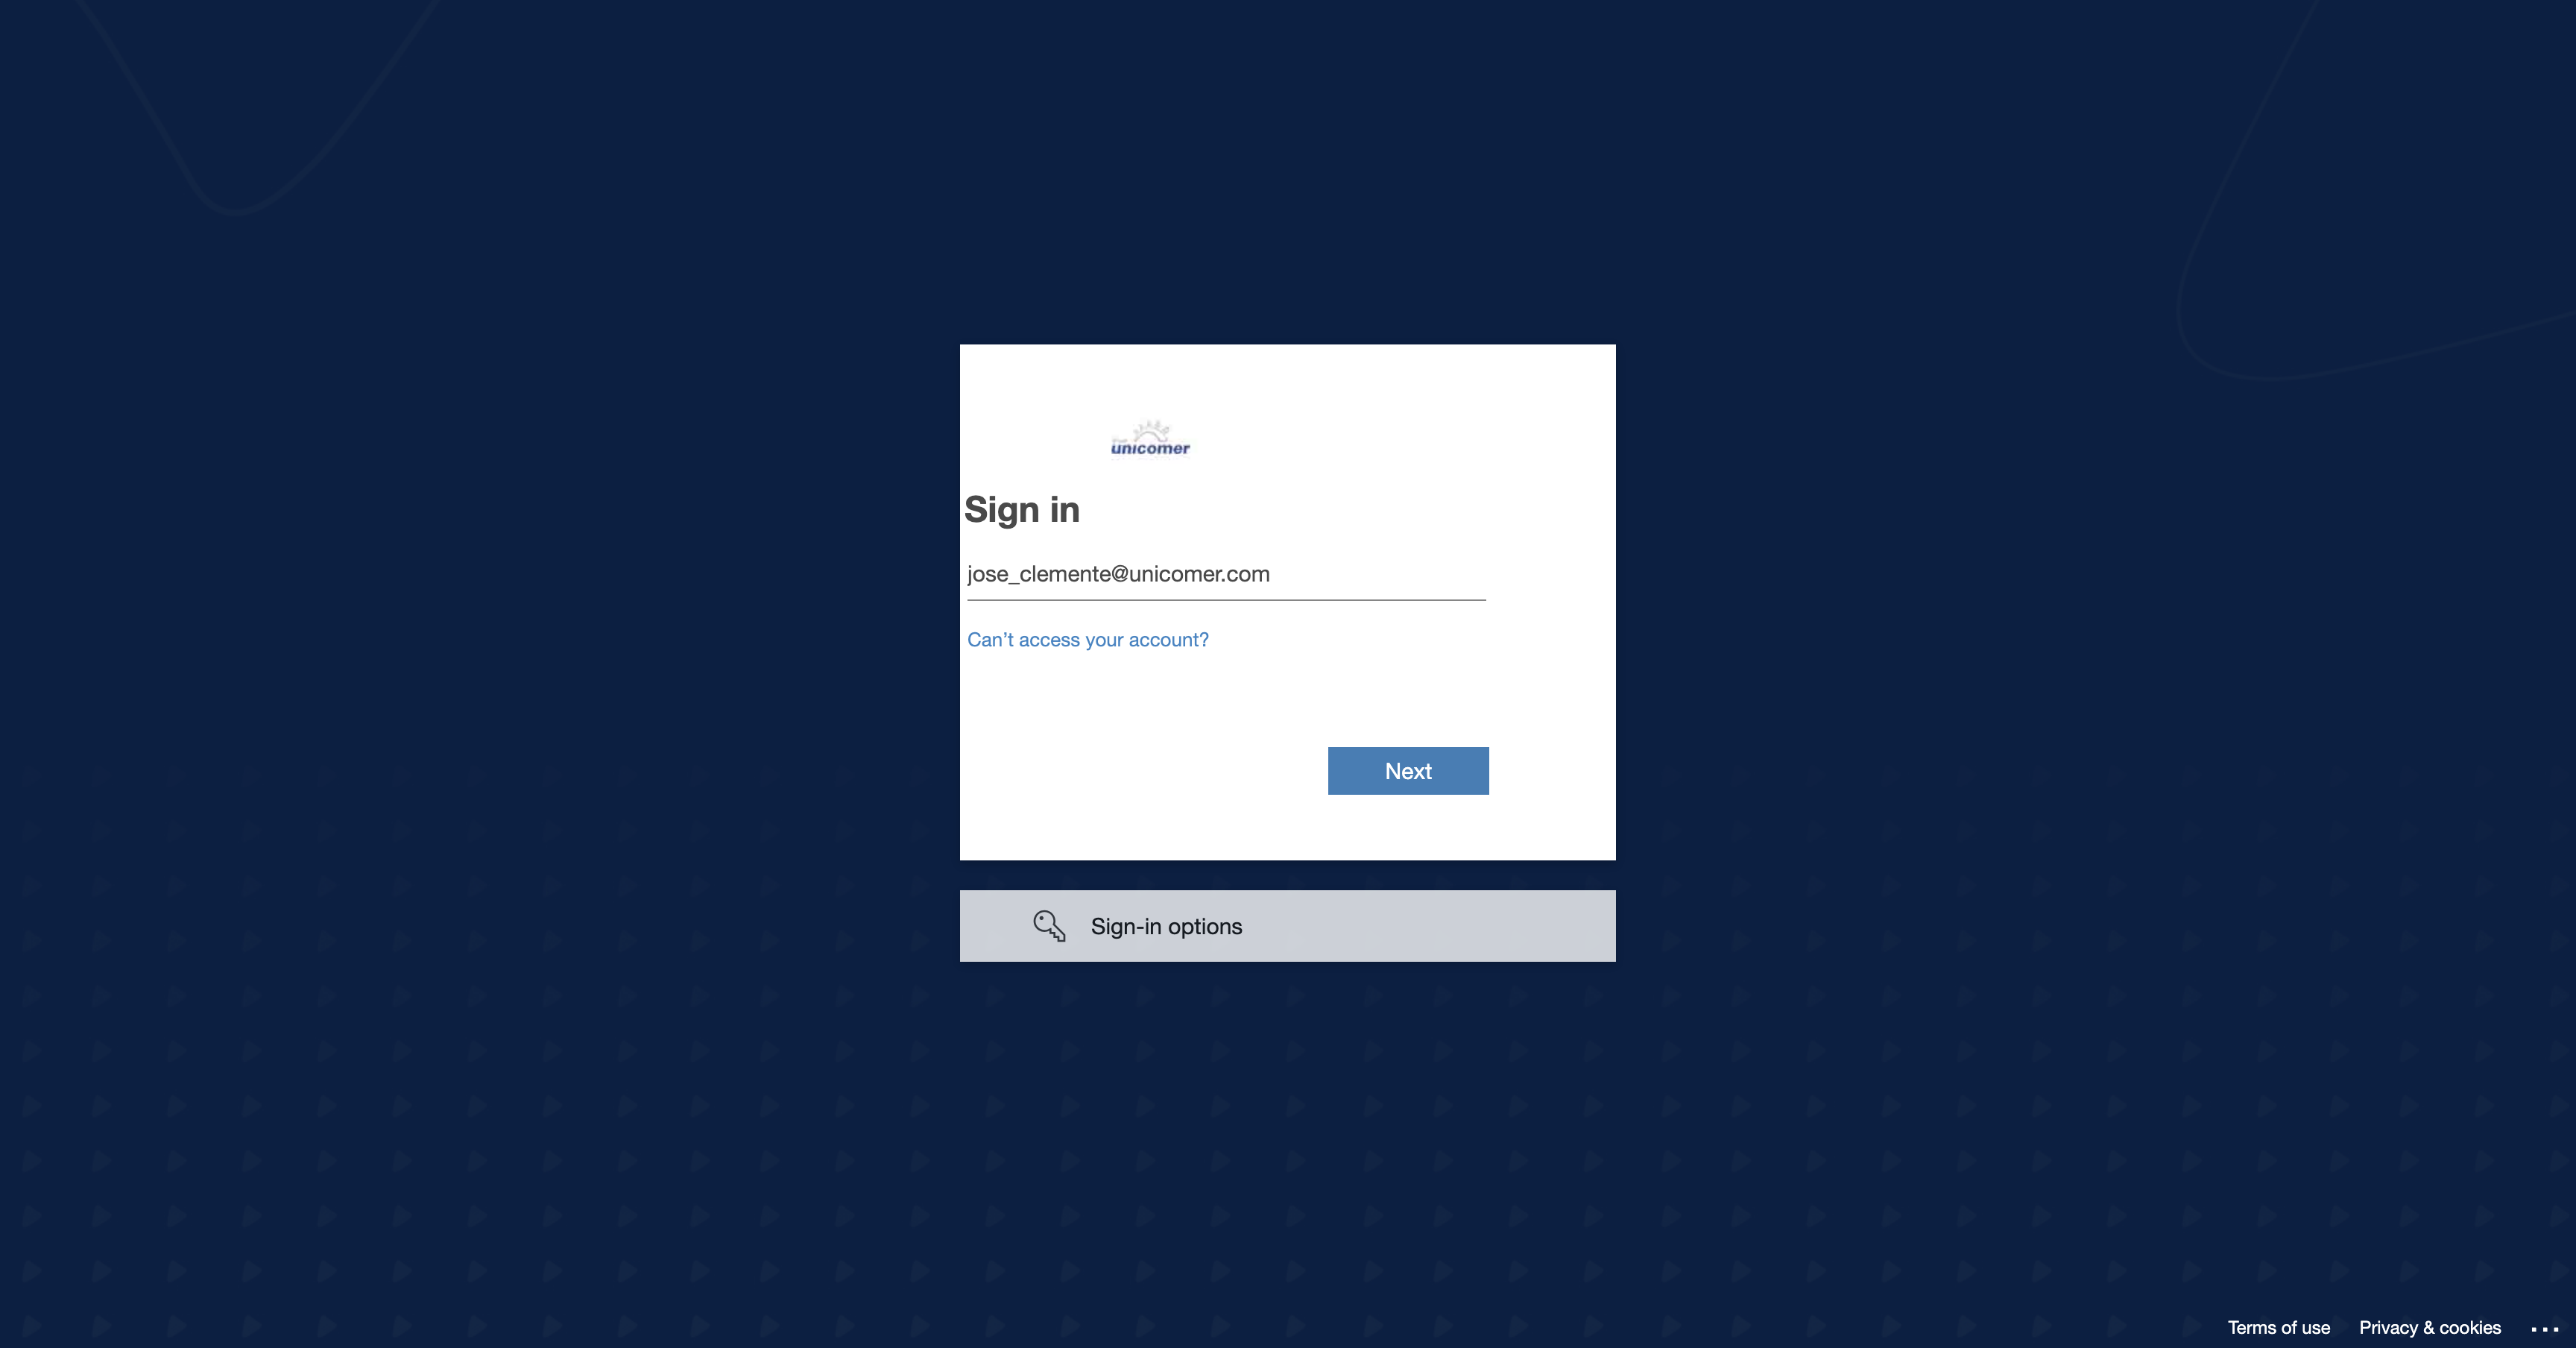 unicomer
Sign in
jose_clemente@unicomer.com
Can't access your account?
Next
Sign-in options
Terms of use Privacy & cookies ...